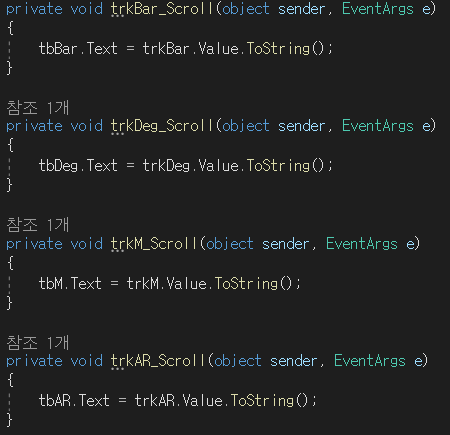 private void trkBar_Scroll(object sender, EventArgs e)
{
tbBar.Text = trkBar.Value.ToString();
}
참조 1개
private void trkDeg_Scroll(object sender, EventArgs e)
{
tbDeg.Text = trkDeg.Value.ToString();
}
참조 1개
private void trkM_Scroll(object sender, EventArgs e)
{
tbM.Text = trkM.Value.ToString();
}
참조 1개
private void trkAR_Scroll(object sender, EventArgs e)
{
tbAR.Text = trkAR.Value.ToString();
}